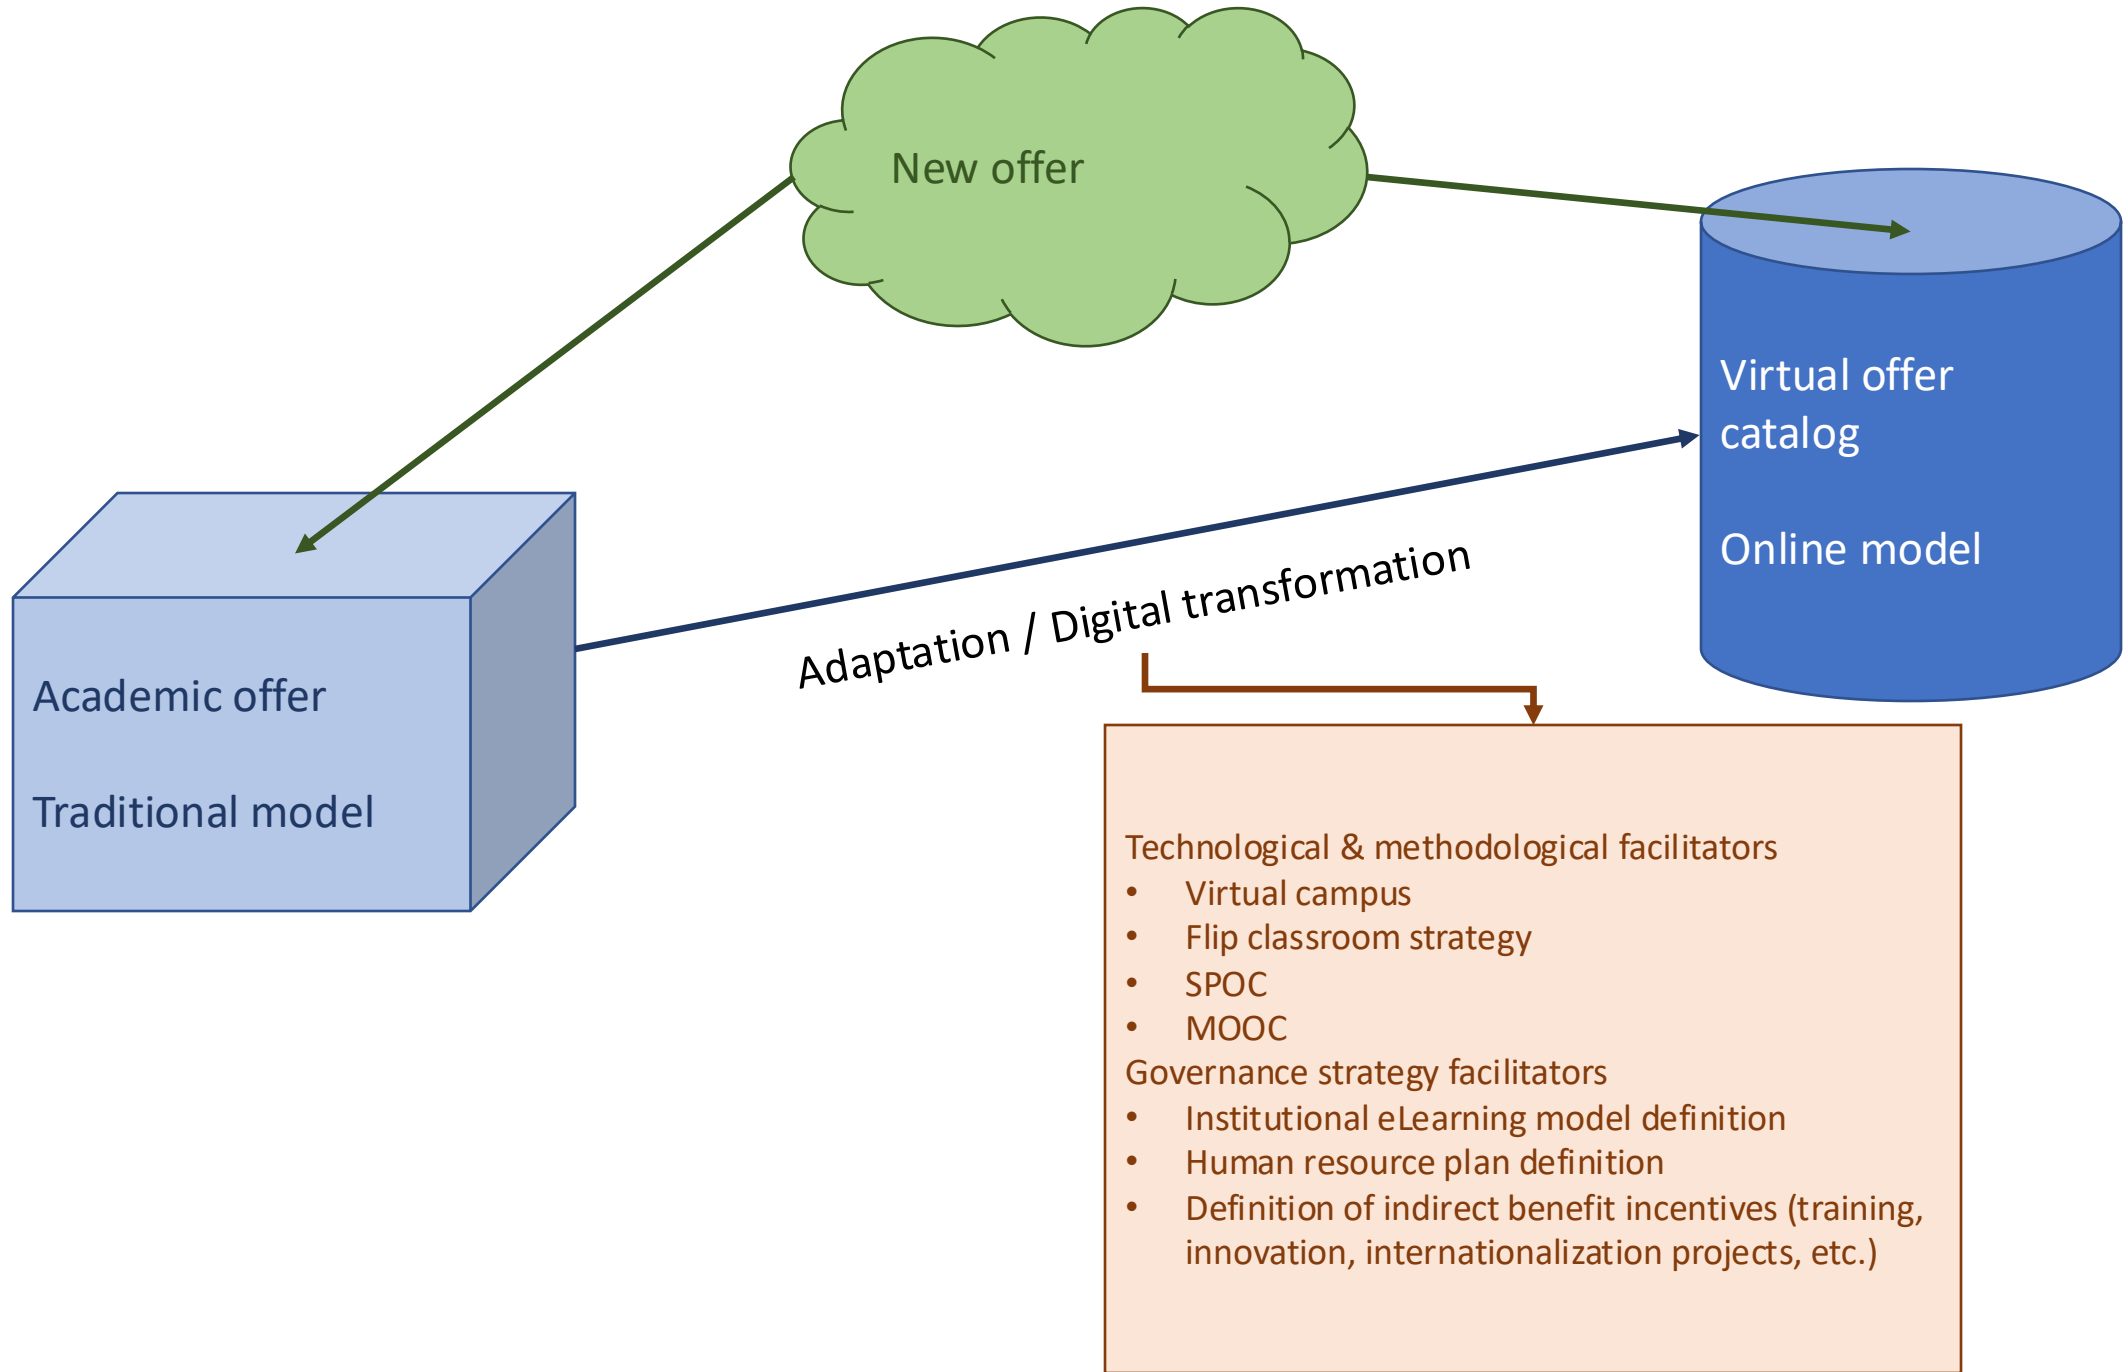 New offer
Virtual offer
catalog
Online model
Adaptation / Digital transformation
Academic offer
Traditional model
Technological & methodological facilitators
• Virtual campus
• Flip classroom strategy
• SPOC
• MOOC
Governance strategy facilitators
• Institutional eLearning model definition
• Human resource plan definition
• Definition of indirect benefit incentives (training,
innovation, internationalization projects, etc.)